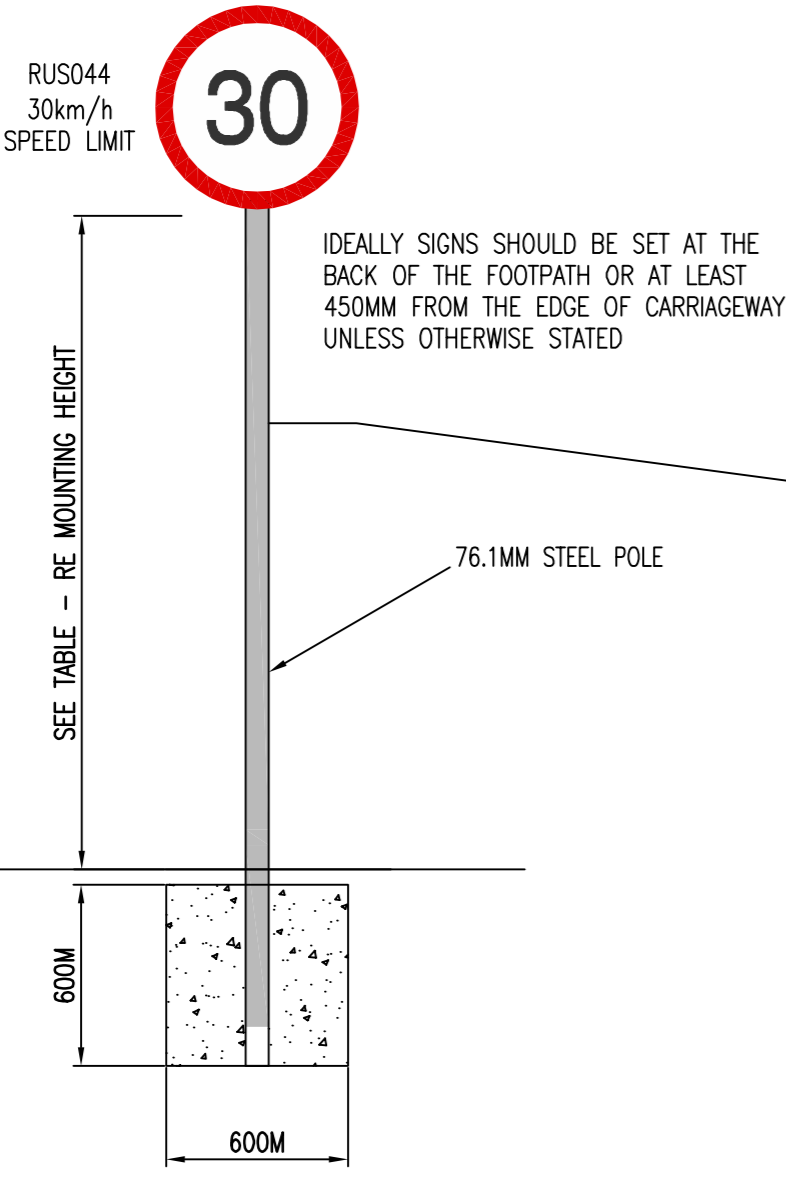 RUS044
30km/h
SPEED LIMIT
30
IDEALLY SIGNS SHOULD BE SET AT THE
BACK OF THE FOOTPATH OR AT LEAST
450MM FROM THE EDGE OF CARRIAGEWAY
UNLESS OTHERWISE STATED
SEE TABLE - RE MOUNTING HEIGHT
76.1MM STEEL POLE
600M
600M